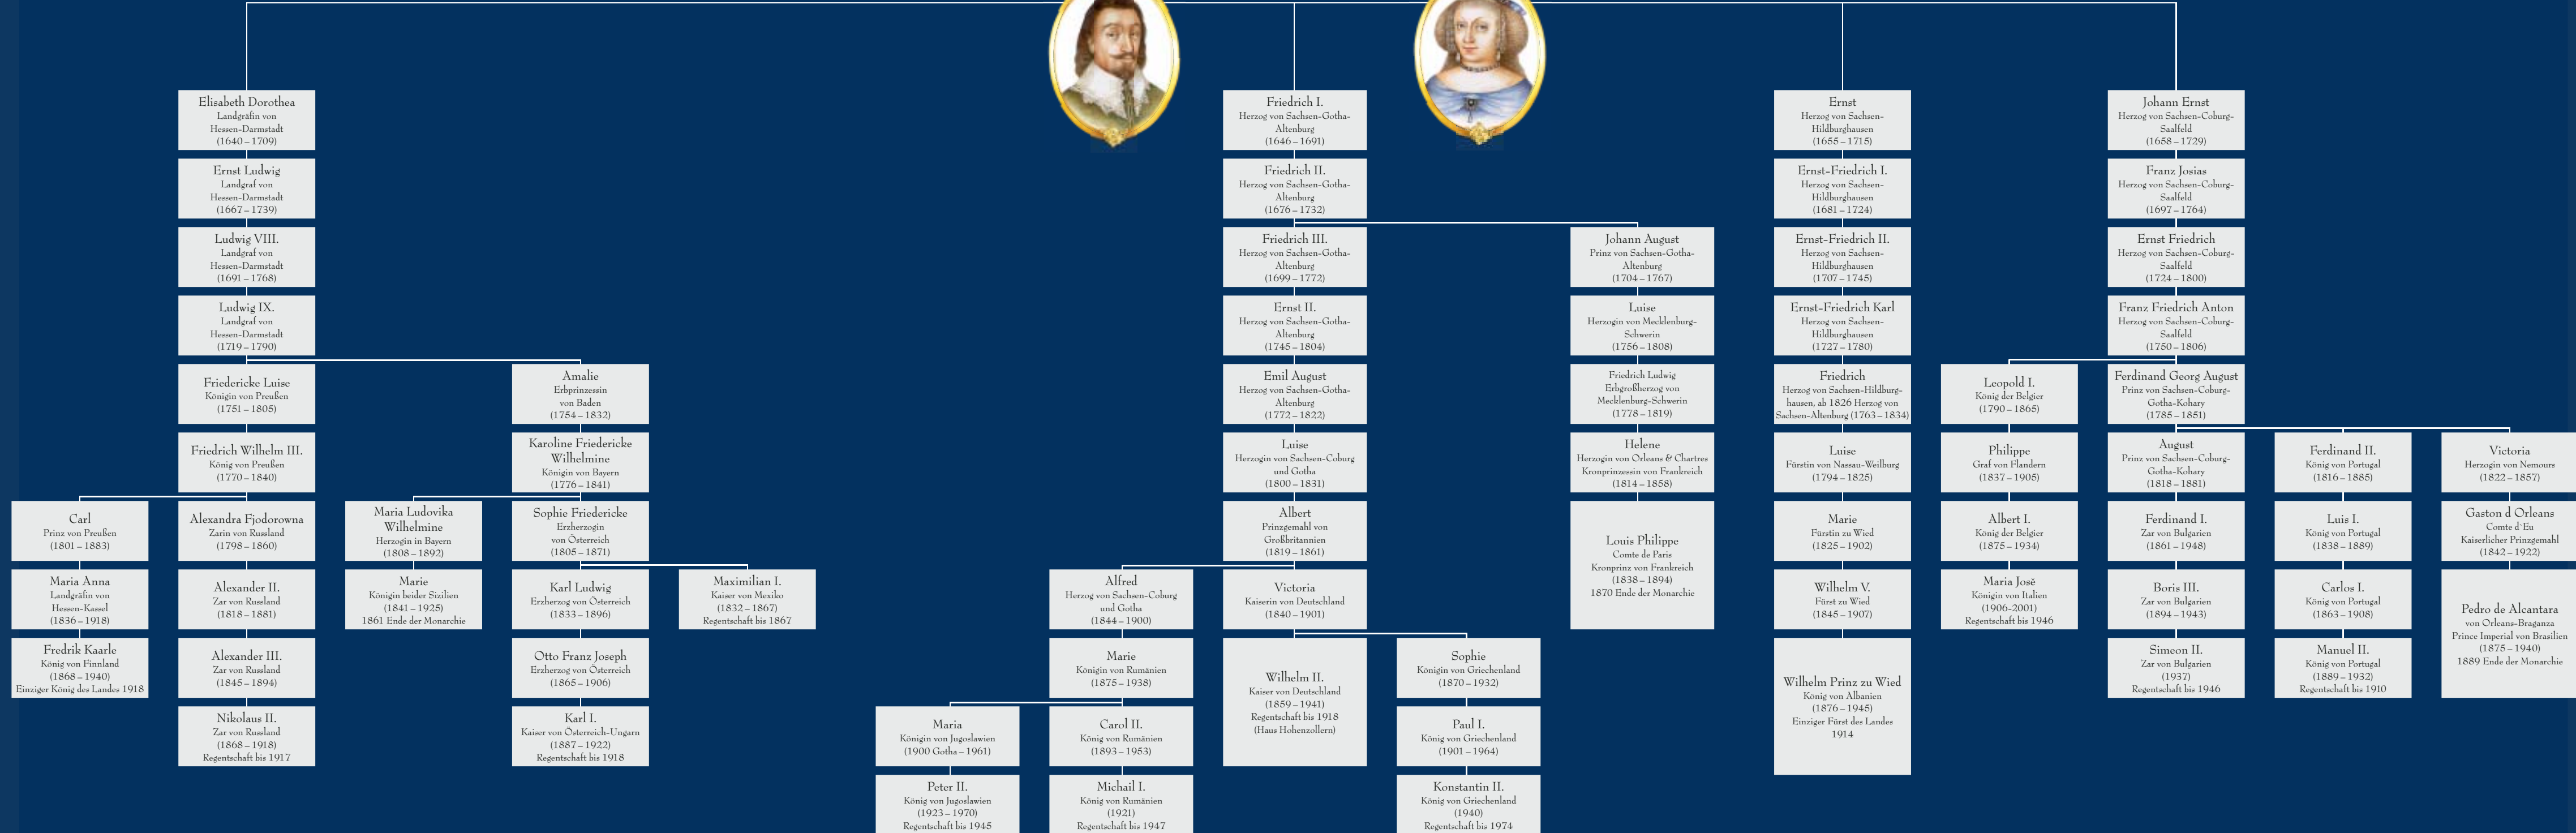 Elisabeth Dorothea
Landgräfin von
Hessen-Darmstadt
(1640 – 1709)
Ernst Ludwig
Landgraf von
Hessen-Darmstadt
(1667 – 1739)
Ludwig VIII.
Landgraf von
Hessen-Darmstadt
(1691 – 1768)
Ludwig IX.
Landgraf von
Hessen-Darmstadt
(1719 – 1790)
Friedericke Luise
Königin von Preußen
(1751 – 1805)
Friedrich Wilhelm III.
König von Preußen
(1770 – 1840)
Carl
Prinz von Preußen
(1801 – 1883)
Maria Anna
Landgräfin von
Hessen-Kassel
(1836 – 1918)
Fredrik Kaarle
König von Finnland
(1868 – 1940)
Einziger König des Landes 1918
Alexandra Fjodorowna
Zarin von Russland
(1798 – 1860)
Alexander II.
Zar von Russland
(1818 – 1881)
Alexander III.
Zar von Russland
(1845 – 1894)
Nikolaus II.
Zar von Russland
(1868 – 1918)
Regentschaft bis 1917
Amalie
Erbprinzessin
von Baden
(1754 – 1832)
Karoline Friedericke
Wilhelmine
Königin von Bayern
(1776 – 1841)
Maria Ludovika
Wilhelmine
Herzogin in Bayern
(1808 – 1892)
Marie
Königin beider Sizilien
(1841 – 1925)
1861 Ende der Monarchie
Sophie Friedericke
Erzherzogin
von Österreich
(1805 – 1871)
Karl Ludwig
Erzherzog von Österreich
(1833 – 1896)
Otto Franz Joseph
Erzherzog von Österreich
(1865 – 1906)
Karl I.
Kaiser von Österreich-Ungarn
(1887 – 1922)
Regentschaft bis 1918
Maximilian I.
Kaiser von Mexiko
(1832 – 1867)
Regentschaft bis 1867
Friedrich I.
Herzog von Sachsen-Gotha-
Altenburg
(1646 – 1691)
Friedrich II.
Herzog von Sachsen-Gotha-
Altenburg
(1676 – 1732)
Friedrich III.
Herzog von Sachsen-Gotha-
Altenburg
(1699 – 1772)
Ernst II.
Herzog von Sachsen-Gotha-
Altenburg
(1745 – 1804)
Emil August
Herzog von Sachsen-Gotha-
Altenburg
(1772 – 1822)
Luise
Herzogin von Sachsen-Coburg
und Gotha
(1800 – 1831)
Albert
Prinzgemahl von
Großbritannien
(1819 – 1861)
Alfred
Herzog von Sachsen-Coburg
und Gotha
(1844 – 1900)
Marie
Königin von Rumänien
(1875 – 1938)
Maria
Königin von Jugoslawien
(1900 Gotha – 1961)
Peter II.
König von Jugoslawien
(1923 – 1970)
Regentschaft bis 1945
Carol II.
König von Rumänien
(1893 – 1953)
Michail I.
König von Rumänien
(1921)
Regentschaft bis 1947
Victoria
Kaiserin von Deutschland
(1840 – 1901)
Wilhelm II.
Kaiser von Deutschland
(1859 – 1941)
Regentschaft bis 1918
(Haus Hohenzollern)
Sophie
Königin von Griechenland
(1870 – 1932)
Paul I.
König von Griechenland
(1901 – 1964)
Konstantin II.
König von Griechenland
(1940)
Regentschaft bis 1974
Johann August
Prinz von Sachsen-Gotha-
Altenburg
(1704 – 1767)
Luise
Herzogin von Mecklenburg-
Schwerin
(1756 – 1808)
Friedrich Ludwig
Erbgroßherzog von
Mecklenburg-Schwerin
(1778 – 1819)
Helene
Herzogin von Orleans & Chartres
Kronprinzessin von Frankreich
(1814 – 1858)
Louis Philippe
Comte de Paris
Kronprinz von Frankreich
(1838 – 1894)
1870 Ende der Monarchie
Ernst
Herzog von Sachsen-
Hildburghausen
(1655 – 1715)
Ernst-Friedrich I.
Herzog von Sachsen-
Hildburghausen
(1681 – 1724)
Ernst-Friedrich II.
Herzog von Sachsen-
Hildburghausen
(1707 – 1745)
Ernst-Friedrich Karl
Herzog von Sachsen-
Hildburghausen
(1727 – 1780)
Friedrich
Herzog von Sachsen-Hildburg-
hausen, ab 1826 Herzog von
Sachsen-Altenburg (1763 – 1834)
Luise
Fürstin von Nassau-Weilburg
(1794 – 1825)
Marie
Fürstin zu Wied
(1825 – 1902)
Wilhelm V.
Fürst zu Wied
(1845 – 1907)
Wilhelm Prinz zu Wied
König von Albanien
(1876 – 1945)
Einziger Fürst des Landes
1914
Johann Ernst
Herzog von Sachsen-Coburg-
Saalfeld
(1658 – 1729)
Franz Josias
Herzog von Sachsen-Coburg-
Saalfeld
(1697 – 1764)
Ernst Friedrich
Herzog von Sachsen-Coburg-
Saalfeld
(1724 – 1800)
Franz Friedrich Anton
Herzog von Sachsen-Coburg-
Saalfeld
(1750 – 1806)
Leopold I.
König der Belgier
(1790 – 1865)
Philippe
Graf von Flandern
(1837 – 1905)
Albert I.
König der Belgier
(1875 – 1934)
Maria Josë
Königin von Italien
(1906-2001)
Regentschaft bis 1946
Ferdinand Georg August
Prinz von Sachsen-Coburg-
Gotha-Kohary
(1785 – 1851)
August
Prinz von Sachsen-Coburg-
Gotha-Kohary
(1818 – 1881)
Ferdinand I.
Zar von Bulgarien
(1861 – 1948)
Boris III.
Zar von Bulgarien
(1894 – 1943)
Simeon II.
Zar von Bulgarien
(1937)
Regentschaft bis 1946
Ferdinand II.
König von Portugal
(1816 – 1885)
Luis I.
König von Portugal
(1838 – 1889)
Carlos I.
König von Portugal
(1863 – 1908)
Manuel II.
König von Portugal
(1889 – 1932)
Regentschaft bis 1910
Victoria
Herzogin von Nemours
(1822 – 1857)
Gaston d Orleans
Comte d´Eu
Kaiserlicher Prinzgemahl
(1842 – 1922)
Pedro de Alcantara
von Orleans-Braganza
Prince Imperial von Brasilien
(1875 – 1940)
1889 Ende der Monarchie